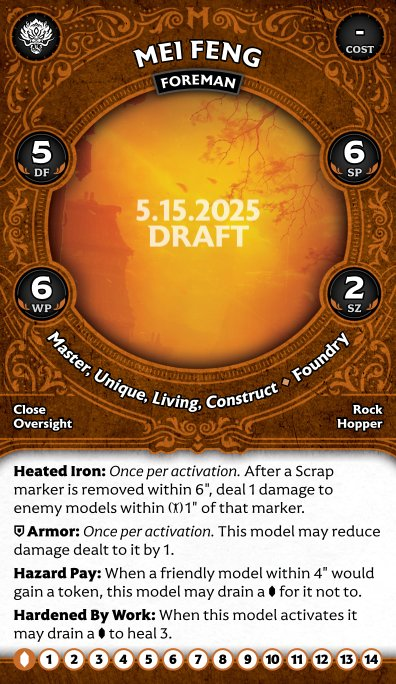 MEI FENG
FOREMAN
-
COST
5
DF
6
SP
5.15.2025
DRAFT
6
WP
2
SZ
Master, Unique, Living, Construct ♦ Foundry
Close
Oversight
Rock
Hopper
Heated Iron: Once per activation. After a Scrap
marker is removed within 6", deal 1 damage to
enemy models within 1" of that marker.
Armor: Once per activation. This model may reduce
damage dealt to it by 1.
Hazard Pay: When a friendly model within 4" would
gain a token, this model may drain a for it not to.
Hardened By Work: When this model activates it
may drain a to heal 3.
1 2 3 4 5 6 7 8 9 10 11 12 13 14